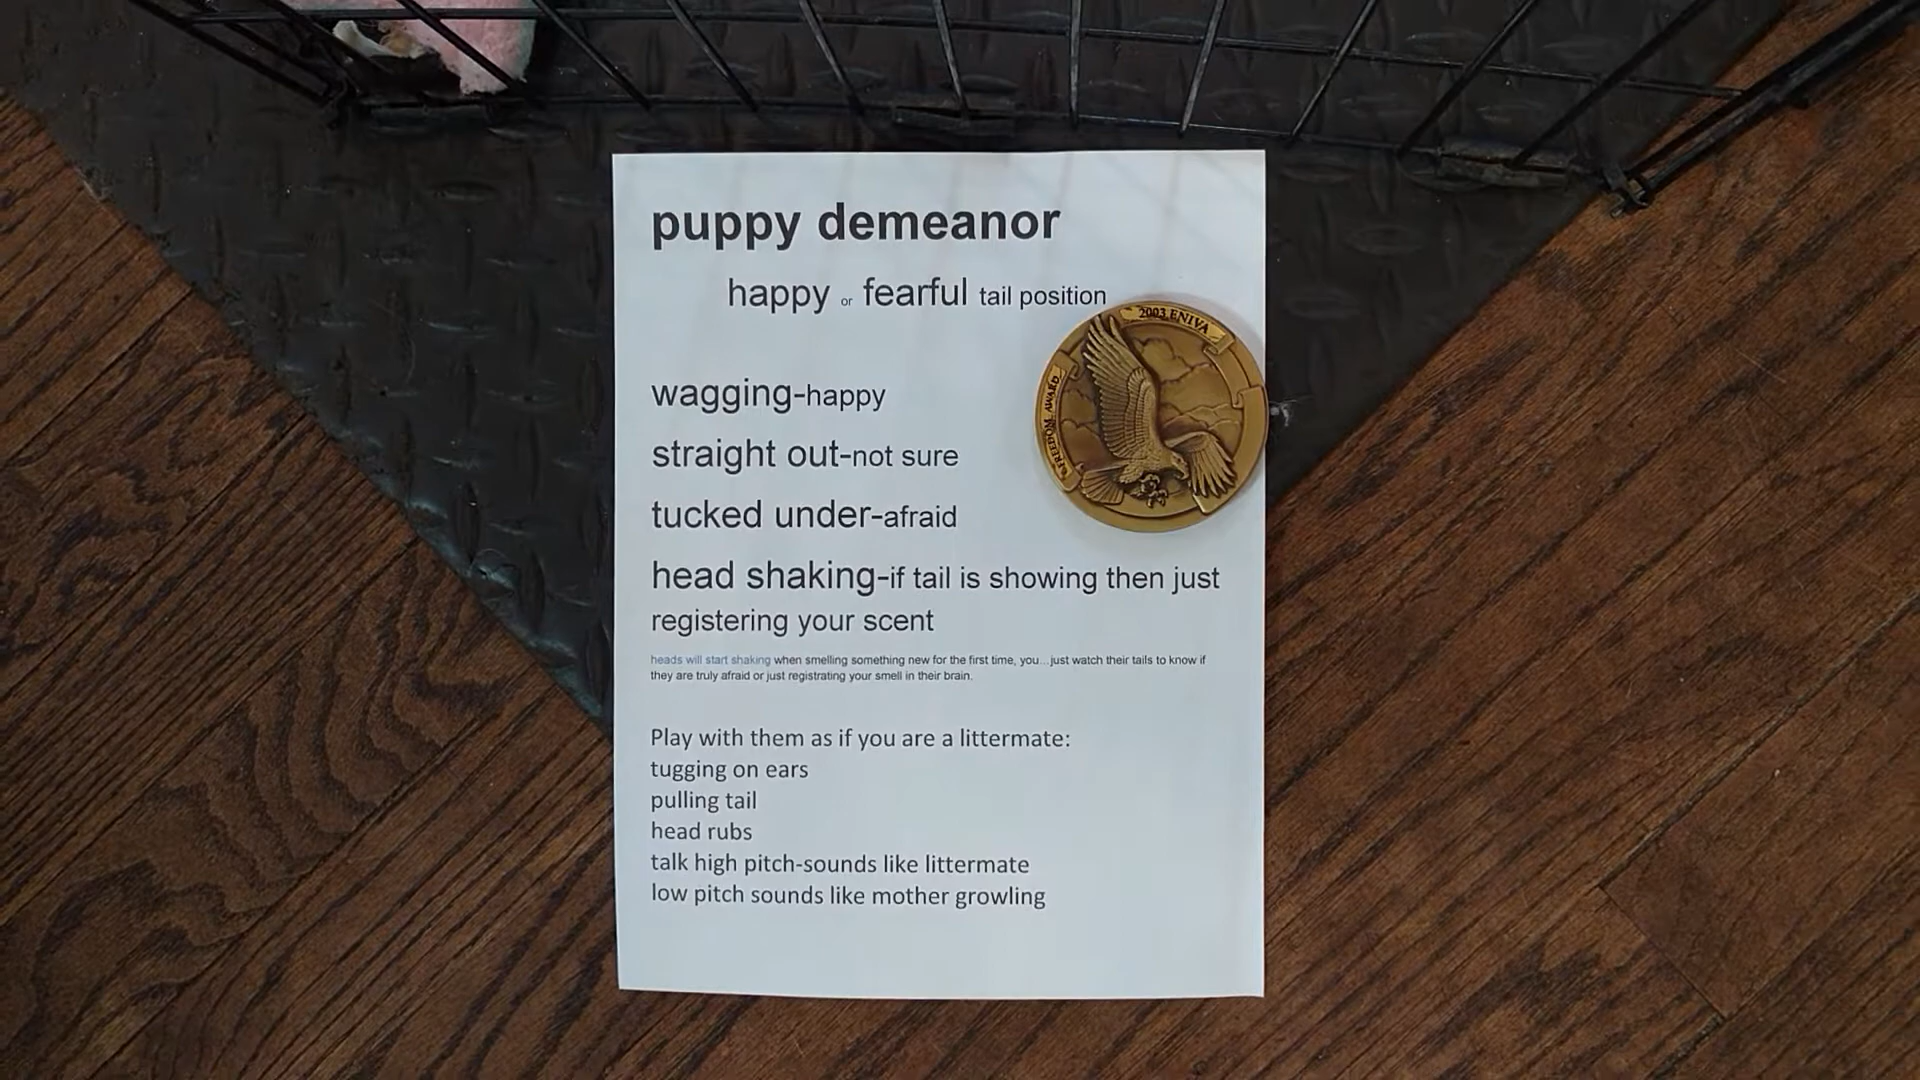 puppy demeanor
happy or fearful tail position
2003 ENIVA
FREEDOM AWARD
wagging-happy
straight out-not sure
tucked under-afraid
head shaking-if tail is showing then just
registering your scent
heads will start shaking when smelling something new for the first time, you...just watch their tails to know if
they are truly afraid or just registrating your smell in their brain.
Play with them as if you are a littermate:
tugging on ears
pulling tail
head rubs
talk high pitch-sounds like littermate
low pitch sounds like mother growling